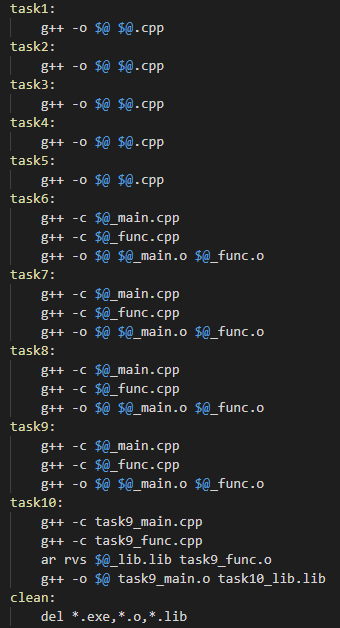 task1:
g++ -o $@ $@.cpp
task2:
g++ -o $@ $@.cpp
task3:
g++ -o $@ $@.cpp
task4:
g++ -o $@ $@.cpp
task5:
g++ -o $@ $@.cpp
task6:
g++ -c $@_main.cpp
g++ -c $@_func.cpp
g++ -o $@ $@_main.o $@_func.o
task7:
g++ -c $@_main.cpp
g++ -c $@_func.cpp
g++ -o $@ $@_main.o $@_func.o
task8:
g++ -c $@_main.cpp
g++ -c $@_func.cpp
g++ -o $@ $@_main.o $@_func.o
task9:
g++ -c $@_main.cpp
g++ -c $@_func.cpp
g++ -o $@ $@_main.o $@_func.o
task10:
g++ -c task9_main.cpp
g++ -c task9_func.cpp
ar rvs $@_lib.lib task9_func.o
g++ -o $@ task9_main.o task10_lib.lib
clean:
del *.exe,*.o,*.lib